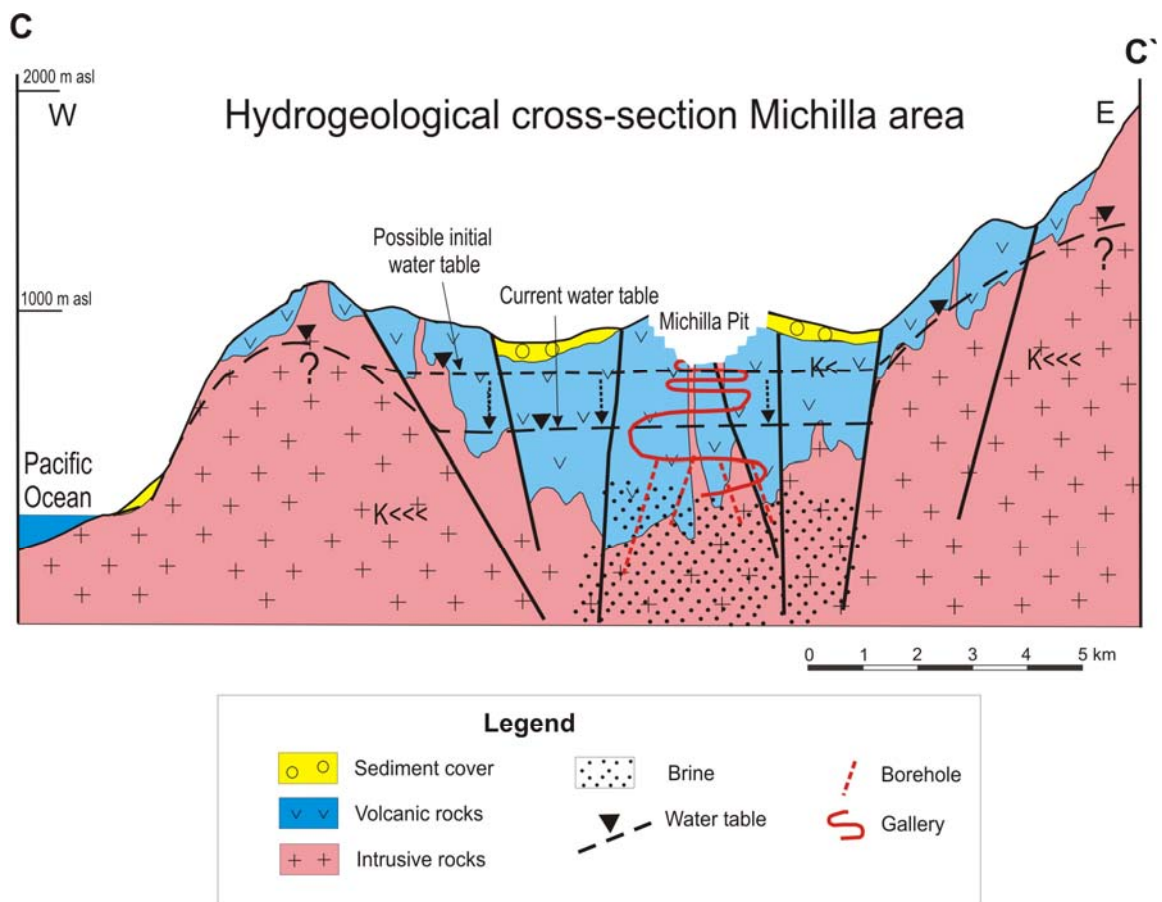 C
C`
2000 m asl
W
Hydrogeological cross-section Michilla area
E
Possible initial
water table
1000 m asl
Current water table
Michilla Pit
?
?
K<
K<<<
Pacific
Ocean
K<<<
0 1 2 3 4 5 km
Legend
Sediment cover
Brine
Borehole
Volcanic rocks
Water table
Gallery
Intrusive rocks